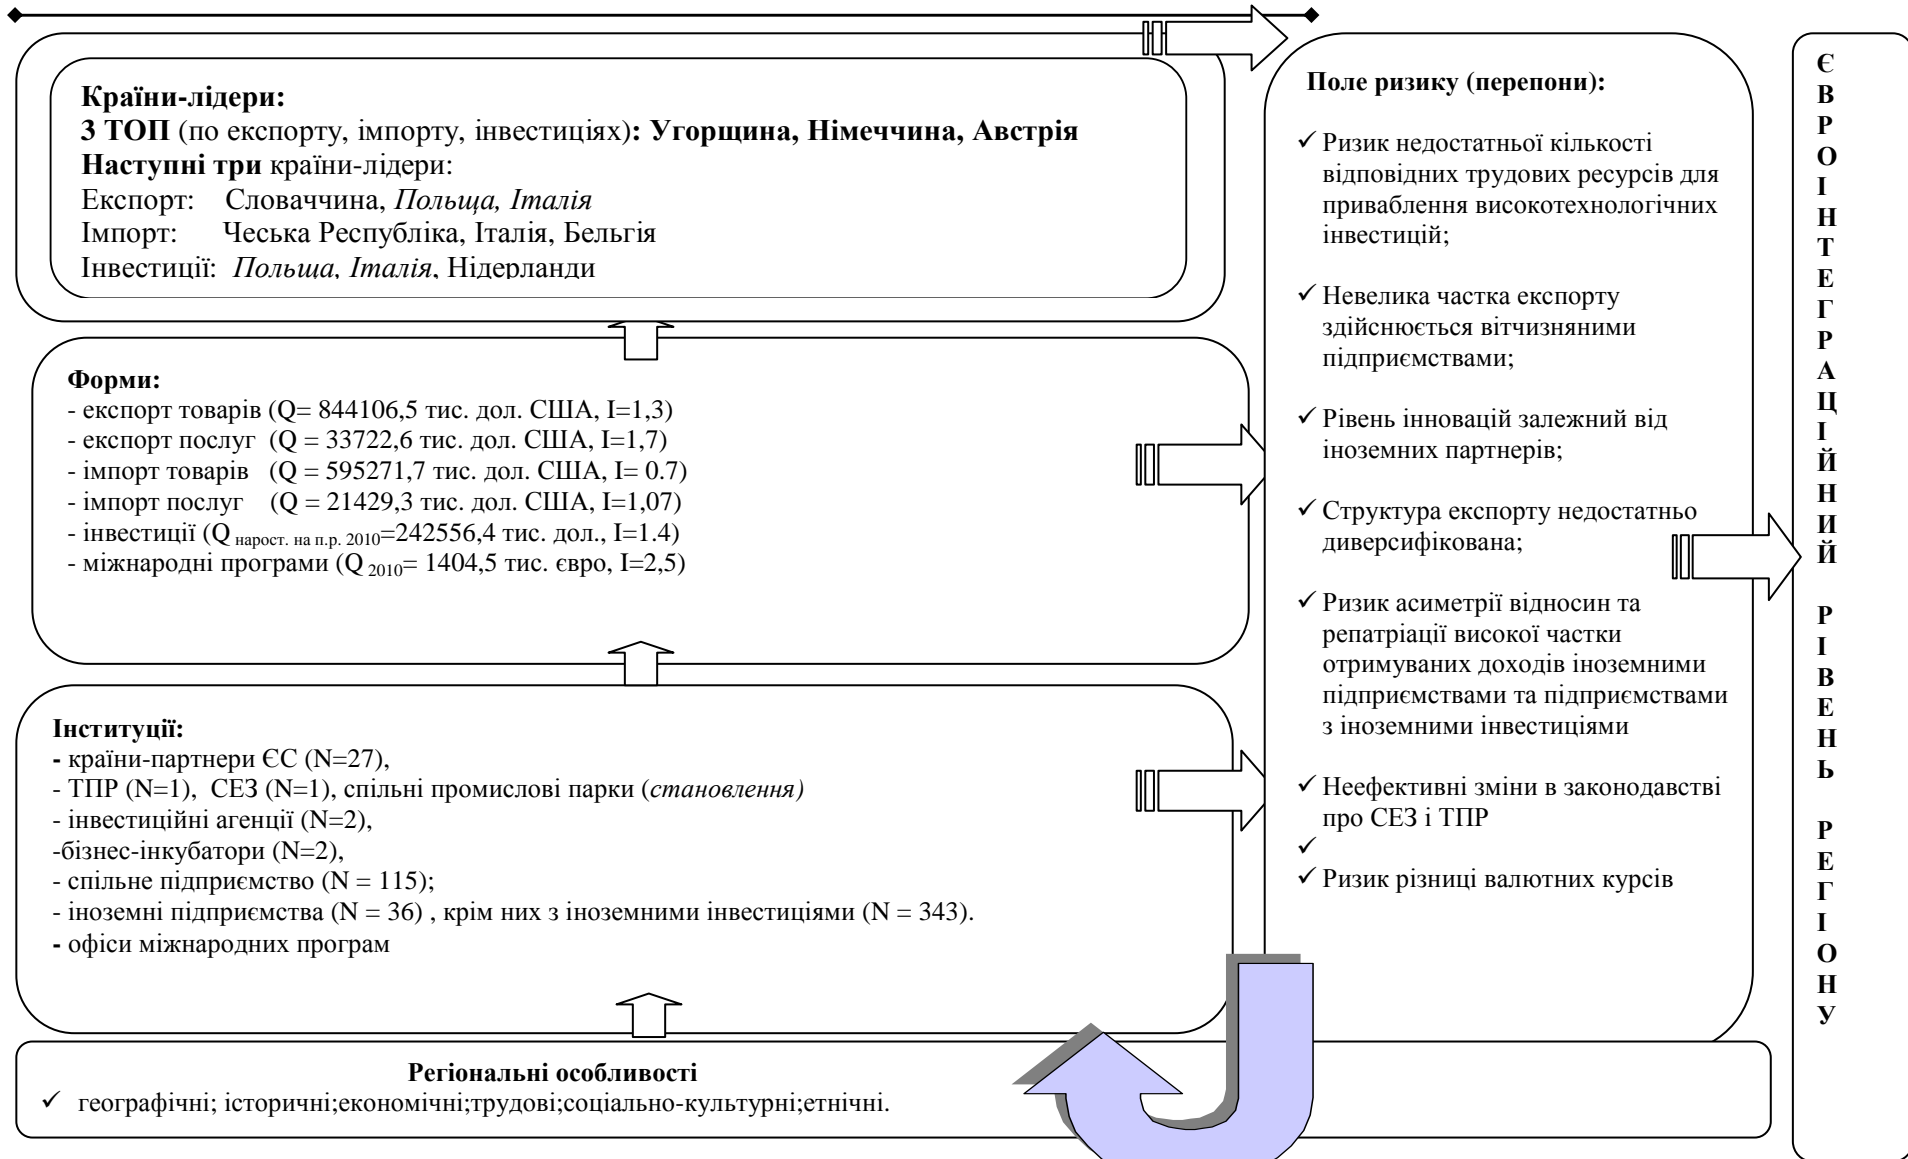 Країни-лідери:
3 ТОП (по експорту, імпорту, інвестиціях): Угорщина, Німеччина, Австрія
Наступні три країни-лідери:
Експорт: Словаччина, Польща, Італія
Імпорт: Чеська Республіка, Італія, Бельгія
Інвестиції: Польща, Італія, Нідерланди
Форми:
- експорт товарів (Q= 844106,5 тис. дол. США, I=1,3)
- експорт послуг (Q = 33722,6 тис. дол. США, I=1,7)
- імпорт товарів (Q = 595271,7 тис. дол. США, I= 0.7)
- імпорт послуг (Q = 21429,3 тис. дол. США, I=1,07)
- інвестиції (Q нарост. на п.р. 2010=242556,4 тис. дол., I=1.4)
- міжнародні програми (Q 2010= 1404,5 тис. євро, I=2,5)
Інституції:
- країни-партнери ЄС (N=27),
- ТПР (N=1), СЕЗ (N=1), спільні промислові парки (становлення)
- інвестиційні агенції (N=2),
-бізнес-інкубатори (N=2),
- спільне підприємство (N = 115);
- іноземні підприємства (N = 36) , крім них з іноземними інвестиціями (N = 343).
- офіси міжнародних програм
Регіональні особливості
✓ географічні; історичні;економічні;трудові;соціально-культурні;етнічні.
Поле ризику (перепони):
✓ Ризик недостатньої кількості
відповідних трудових ресурсів для
приваблення високотехнологічних
інвестицій;
✓ Невелика частка експорту
здійснюється вітчизняними
підприємствами;
✓ Рівень інновацій залежний від
іноземних партнерів;
✓ Структура експорту недостатньо
диверсифікована;
✓ Ризик асиметрії відносин та
репатріації високої частки
отримуваних доходів іноземними
підприємствами та підприємствами
з іноземними інвестиціями
✓ Неефективні зміни в законодавстві
про СЕЗ і ТПР
✓
✓ Ризик різниці валютних курсів
ЄВРОІНТЕГРАЦІЙНИЙ РІВЕНЬ РЕГІОНУ